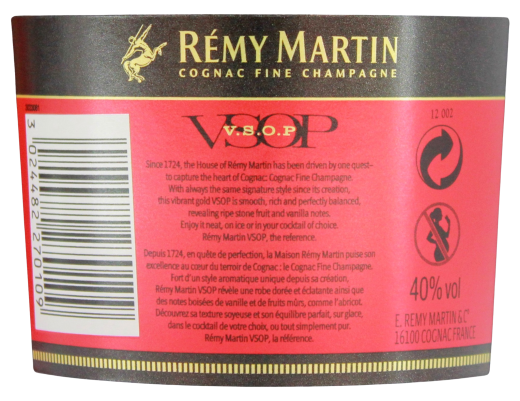 RÉMY MARTIN
COGNAC FINE CHAMPAGNE
12 002
VSOP
V.S.O.P
Since 1724, the House of Rémy Martin has been driven by one quest-
to capture the heart of Cognac: Cognac Fine Champagne.
With always the same signature style since its creation,
this vibrant gold VSOP is smooth, rich and perfectly balanced,
revealing ripe stone fruit and vanilla notes.
Enjoy it neat, on ice or in your cocktail of choice.
Rémy Martin VSOP, the reference.
Depuis 1724, en quête de perfection, la Maison Rémy Martin puise son
excellence au cœur du terroir de Cognac : le Cognac Fine Champagne.
Fort d'un style aromatique unique depuis sa création,
Rémy Martin VSOP révèle une robe dorée et éclatante ainsi que
des notes boisées de vanille et de fruits mûrs, comme l'abricot.
Découvrez sa texture soyeuse et son équilibre parfait, sur glace,
dans le cocktail de votre choix, ou tout simplement pur.
Rémy Martin VSOP, la référence.
3 024482 270109
40% vol
E. REMY MARTIN & C°
16100 COGNAC FRANCE